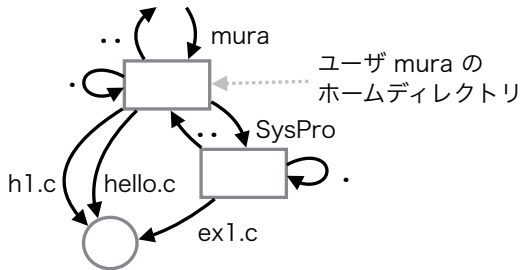 ..
mura
ユーザ mura の
ホームディレクトリ
.
..
SysPro
h1.c
hello.c
.
ex1.c